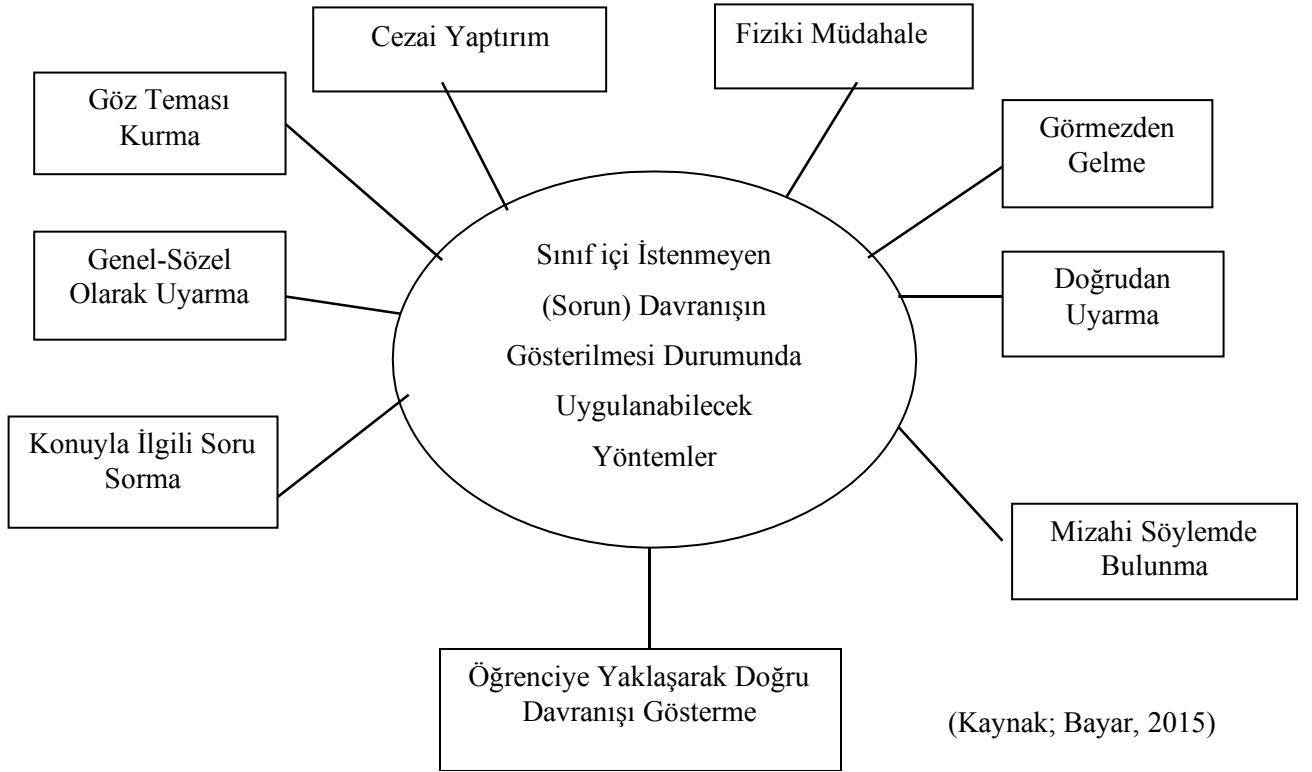 Cezai Yaptırım
Fiziki Müdahale
Göz Teması
Kurma
Görmezden
Gelme
Genel-Sözel
Olarak Uyarma
Sınıf içi İstenmeyen
(Sorun) Davranışın
Gösterilmesi Durumunda
Uygulanabilecek
Yöntemler
Doğrudan
Uyarma
Konuyla İlgili Soru
Sorma
Mizahi Söylemde
Bulunma
Öğrenciye Yaklaşarak Doğru
Davranışı Gösterme
(Kaynak; Bayar, 2015)